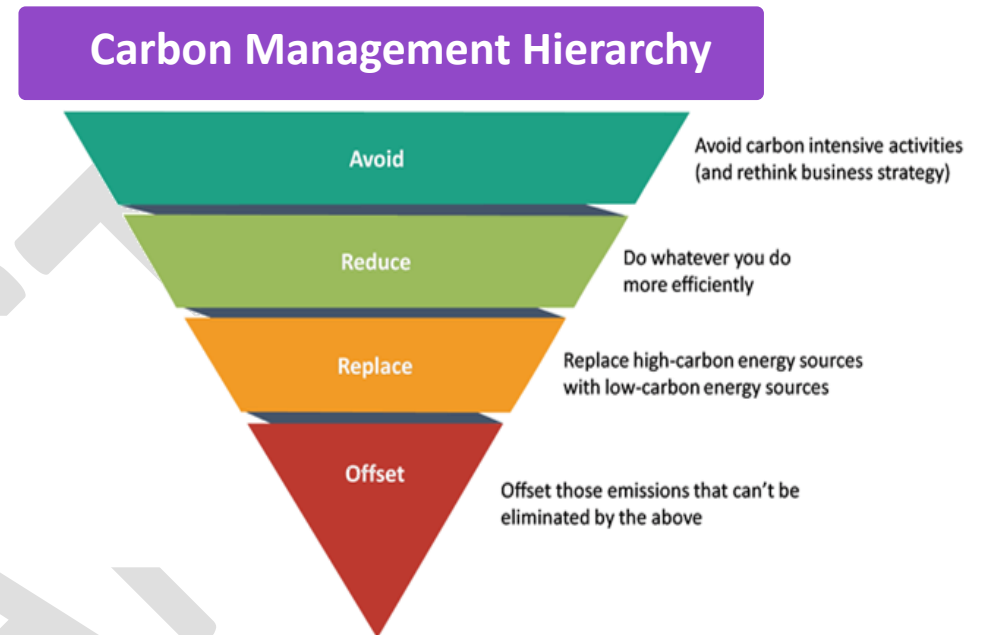 Carbon Management Hierarchy
Avoid
Avoid carbon intensive activities
(and rethink business strategy)
Reduce
Do whatever you do
more efficiently
Replace
Replace high-carbon energy sources
with low-carbon energy sources
Offset
Offset those emissions that can't be
eliminated by the above